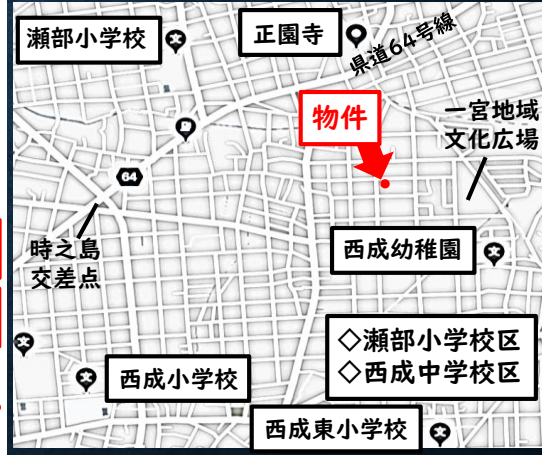 瀬部小学校
正園寺
県道64号線
物件
一宮地域
文化広場
64
時之島
交差点
西成幼稚園
◇瀬部小学校区
◇西成中学校区
西成小学校
西成東小学校